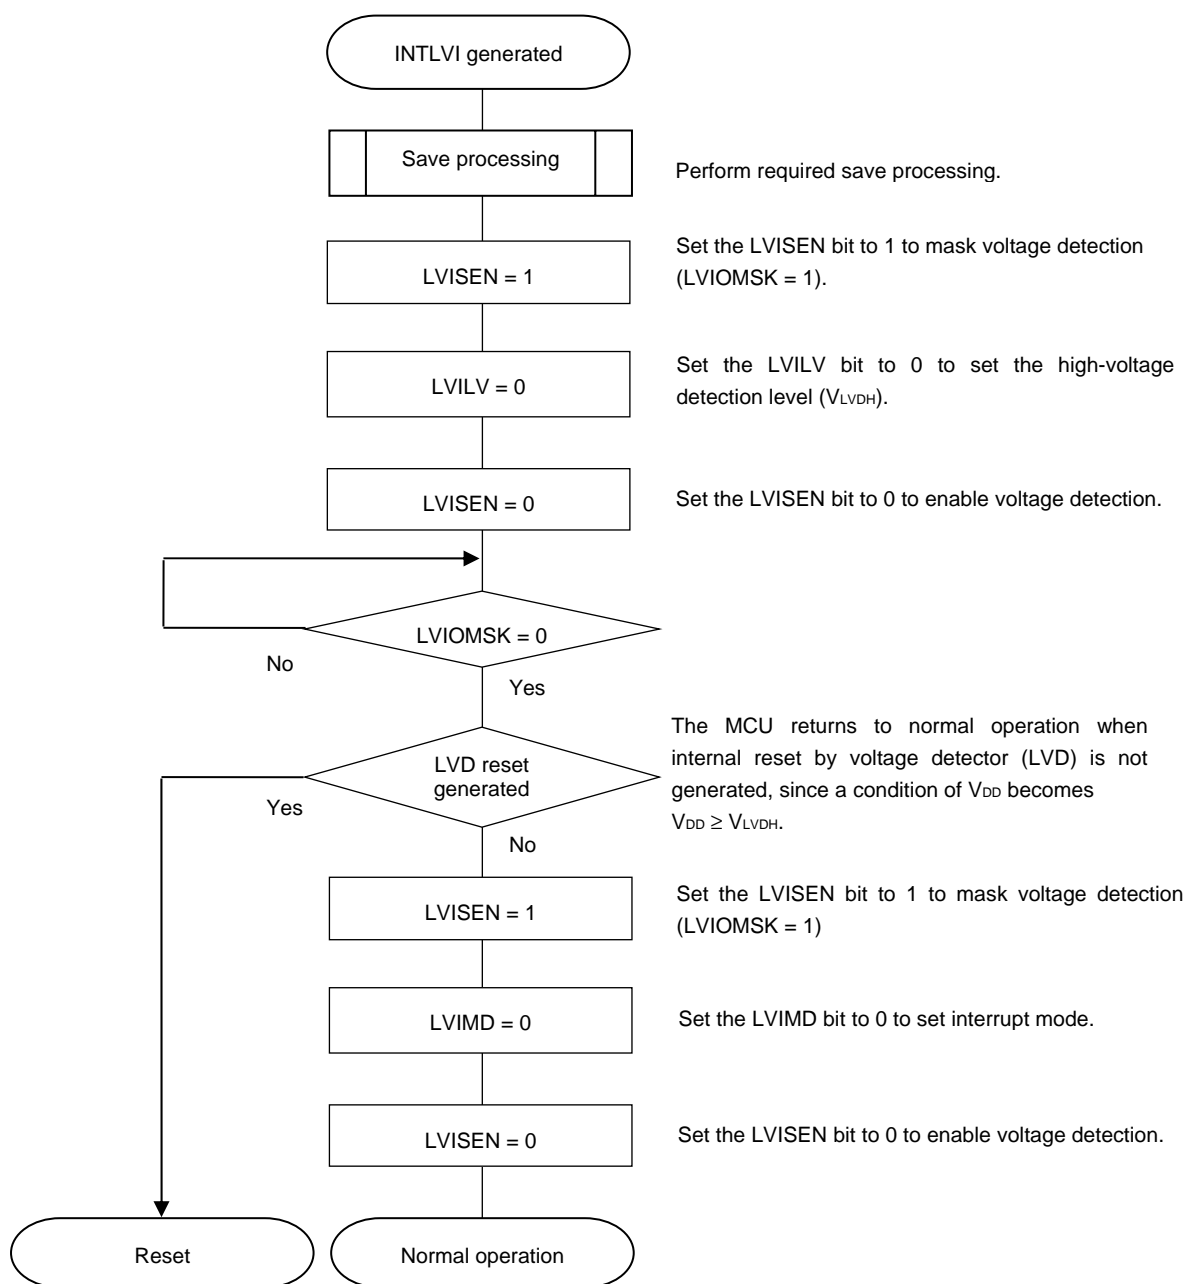 INTLVI generated
Save processing
Perform required save processing.
LVISEN = 1
Set the LVISEN bit to 1 to mask voltage detection
(LVIOMSK = 1).
LVILV = 0
Set the LVILV bit to 0 to set the high-voltage
detection level (VLVDH).
LVISEN = 0
Set the LVISEN bit to 0 to enable voltage detection.
LVIOMSK = 0
No
Yes
LVD reset
generated
Yes
No
The MCU returns to normal operation when
internal reset by voltage detector (LVD) is not
generated, since a condition of VDD becomes
VDD ≥ VLVDH.
LVISEN = 1
Set the LVISEN bit to 1 to mask voltage detection
(LVIOMSK = 1)
LVIMD = 0
Set the LVIMD bit to 0 to set interrupt mode.
LVISEN = 0
Set the LVISEN bit to 0 to enable voltage detection.
Reset
Normal operation